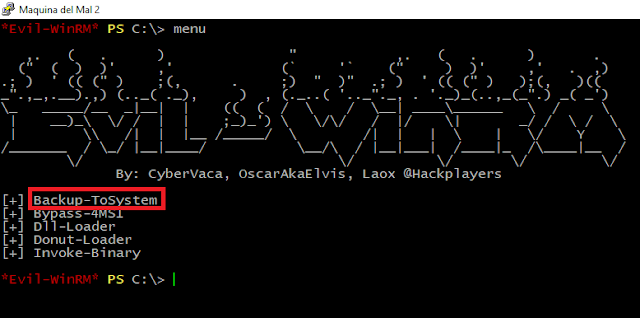 Maquina del Mal 2
*Evil-WinRM* PS C:\> menu
By: CyberVaca, OscarAkaElvis, Laox @Hackplayers
[+] Backup-ToSystem
[+] Bypass-4MSI
[+] Dll-Loader
[+] Donut-Loader
[+] Invoke-Binary
*Evil-WinRM* PS C:\>